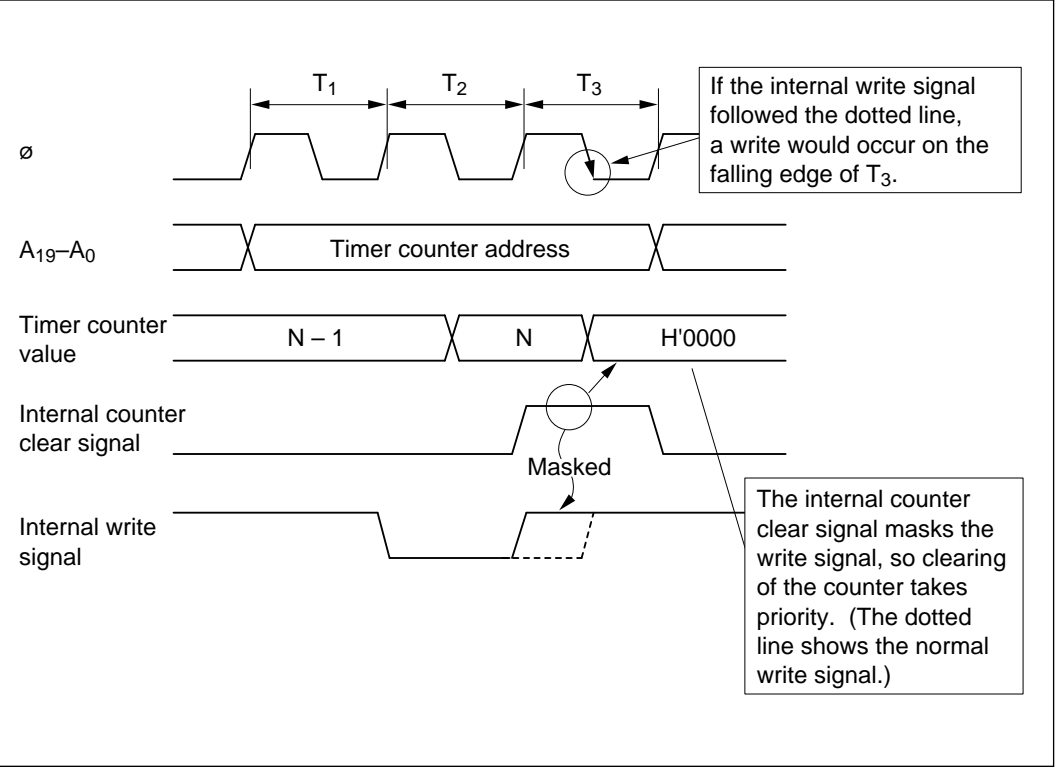 T1
T2
T3
If the internal write signal
followed the dotted line,
a write would occur on the
falling edge of T3.
ø
A19–A0
Timer counter address
Timer counter
value
N – 1
N
H'0000
Internal counter
clear signal
Masked
Internal write
signal
The internal counter
clear signal masks the
write signal, so clearing
of the counter takes
priority. (The dotted
line shows the normal
write signal.)